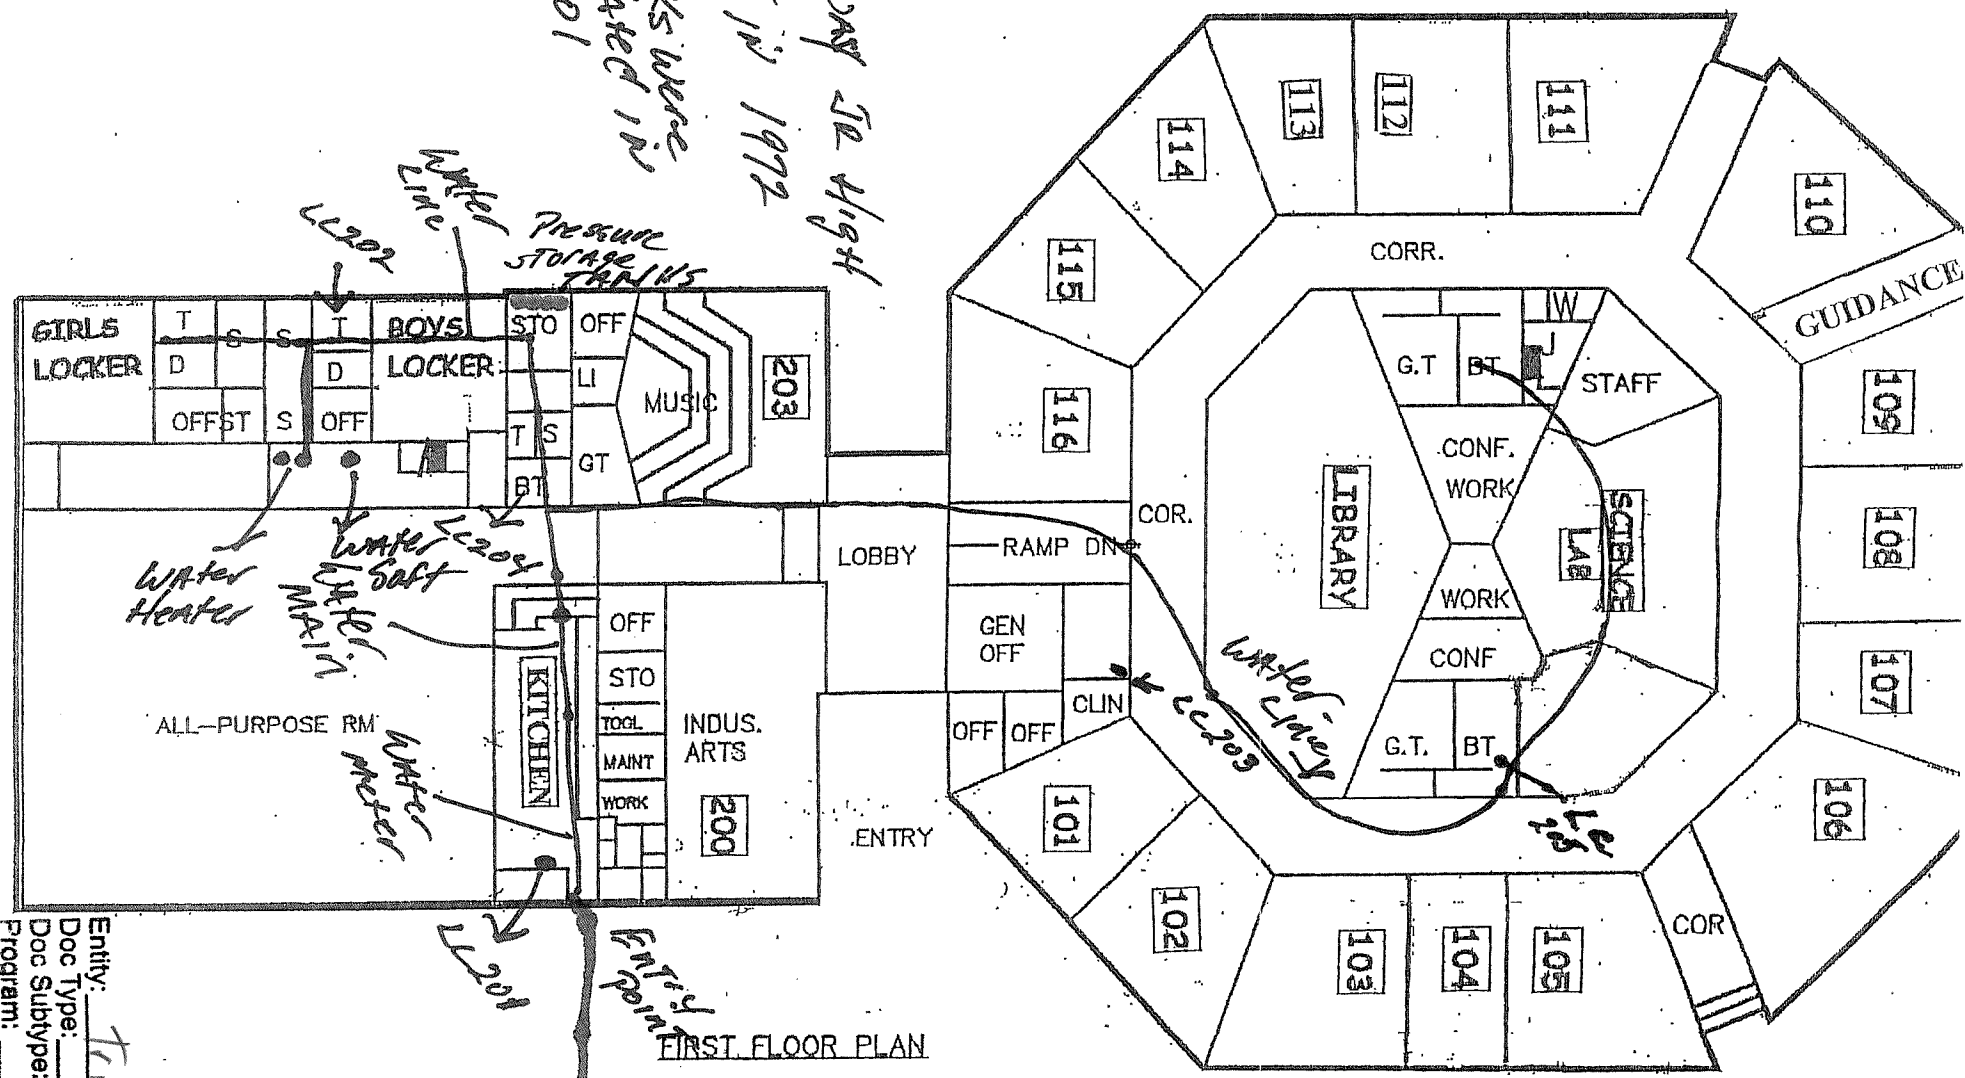 JR HIGH
IN 1972
WERE
IN
01
Water
Line
LC202
Pressure
Storage
TANKS
GIRLS
LOCKER
T
S
S
T
D
D
OFF
ST
S
OFF
BOYS
LOCKER
STO
OFF
LI
T
S
BT
GT
MUSIC
203
LC204
Water
Heater
Water
Soft
Water
Main
Water
Meter
ALL-PURPOSE RM
KITCHEN
OFF
STO
TOOL
MAINT
WORK
INDUS.
ARTS
200
LC201
Entry
point
LOBBY
ENTRY
RAMP DN
GEN
OFF
OFF
OFF
CLIN
LC203
COR.
CORR.
COR
LIBRARY
G.T
BT
W
J
STAFF
CONF.
WORK
SCIENCE
LAB
WORK
CONF
G.T.
BT
GUIDANCE
101
102
103
104
105
106
107
108
109
110
111
112
113
114
115
116
FIRST FLOOR PLAN
Entity:
Doc Type:
Doc Subtype:
Program: